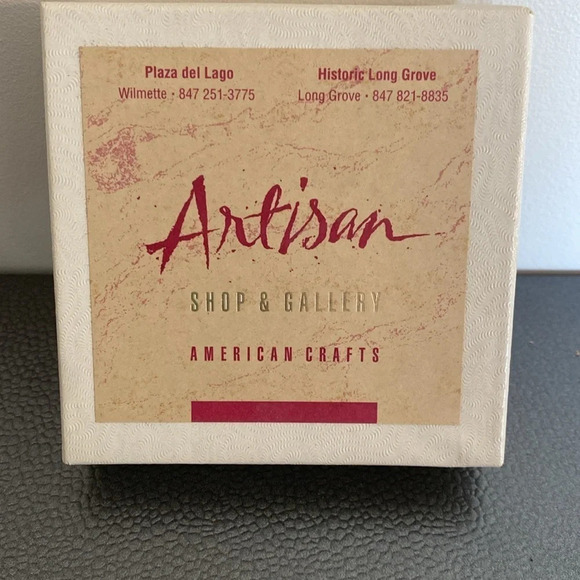 Plaza del Lago
Wilmette • 847 251-3775
Historic Long Grove
Long Grove • 847 821-8835
Artisan
SHOP & GALLERY
AMERICAN CRAFTS